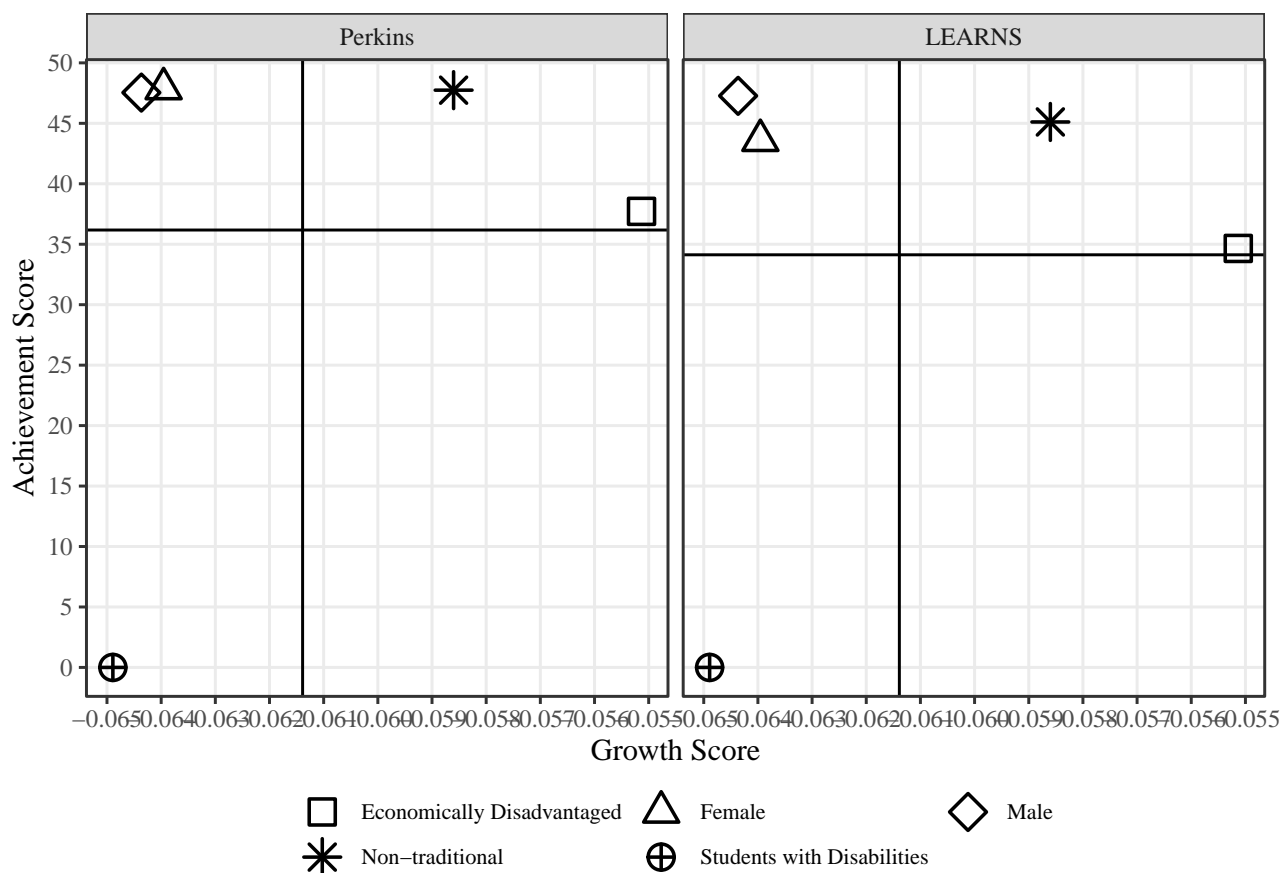 Perkins
LEARNS
Achievement Score
50
45
40
35
30
25
20
15
10
5
0
−0.065 −0.064 −0.063 −0.062 −0.061 −0.060 −0.059 −0.058 −0.057 −0.056 −0.055
−0.065 −0.064 −0.063 −0.062 −0.061 −0.060 −0.059 −0.058 −0.057 −0.056 −0.055
Growth Score
Economically Disadvantaged
Female
Male
Non−traditional
Students with Disabilities